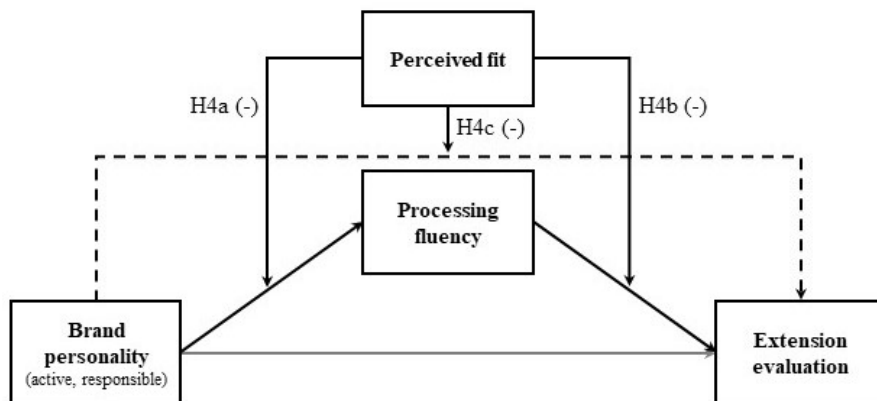 Perceived fit
H4a (-)
H4b (-)
H4c (-)
Processing
fluency
Brand
personality
(active, responsible)
Extension
evaluation